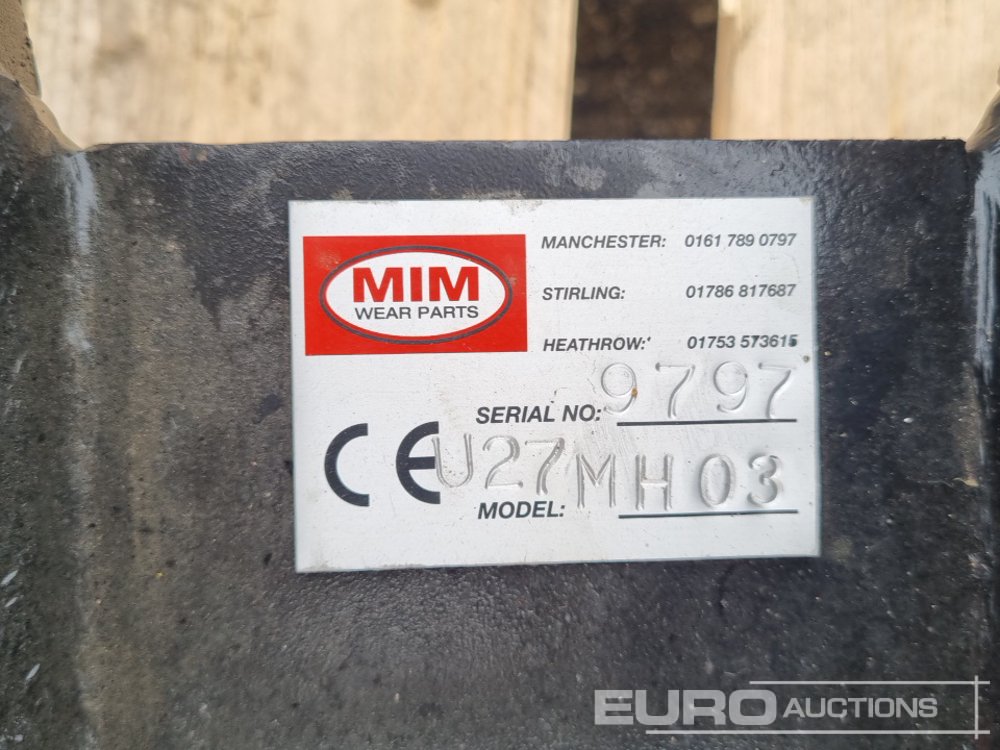 MIM
WEAR PARTS
MANCHESTER: 0161 789 0797
STIRLING: 01786 817687
HEATHROW: 01753 573615
SERIAL NO: 9797
CE
MODEL: U27MH03
EURO AUCTIONS